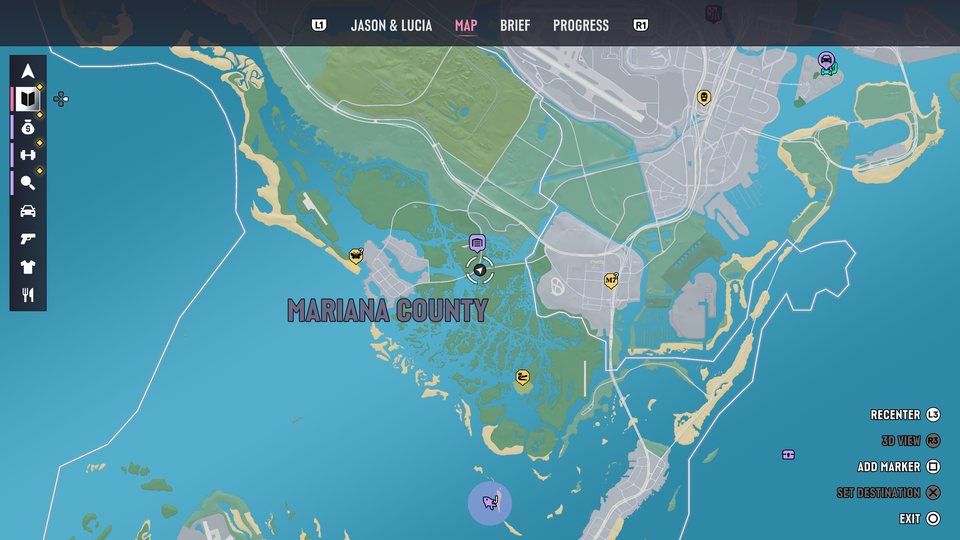 L1
JASON & LUCIA
MAP
BRIEF
PROGRESS
R1
$
MARIANA COUNTY
M7
?
RECENTER L3
3D VIEW R3
ADD MARKER
SET DESTINATION
EXIT